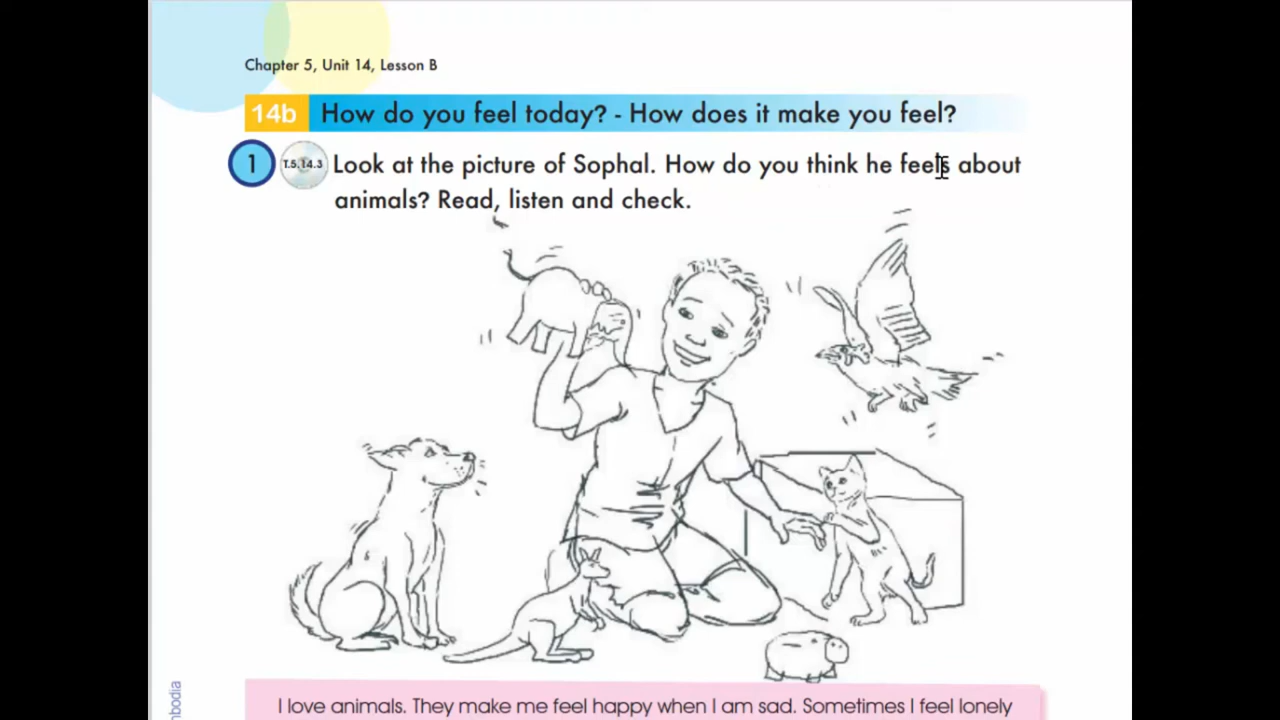 Chapter 5, Unit 14, Lesson B
14b How do you feel today? - How does it make you feel?
1 T.5.14.3 Look at the picture of Sophal. How do you think he feels about
animals? Read, listen and check.
I love animals. They make me feel happy when I am sad. Sometimes I feel lonely